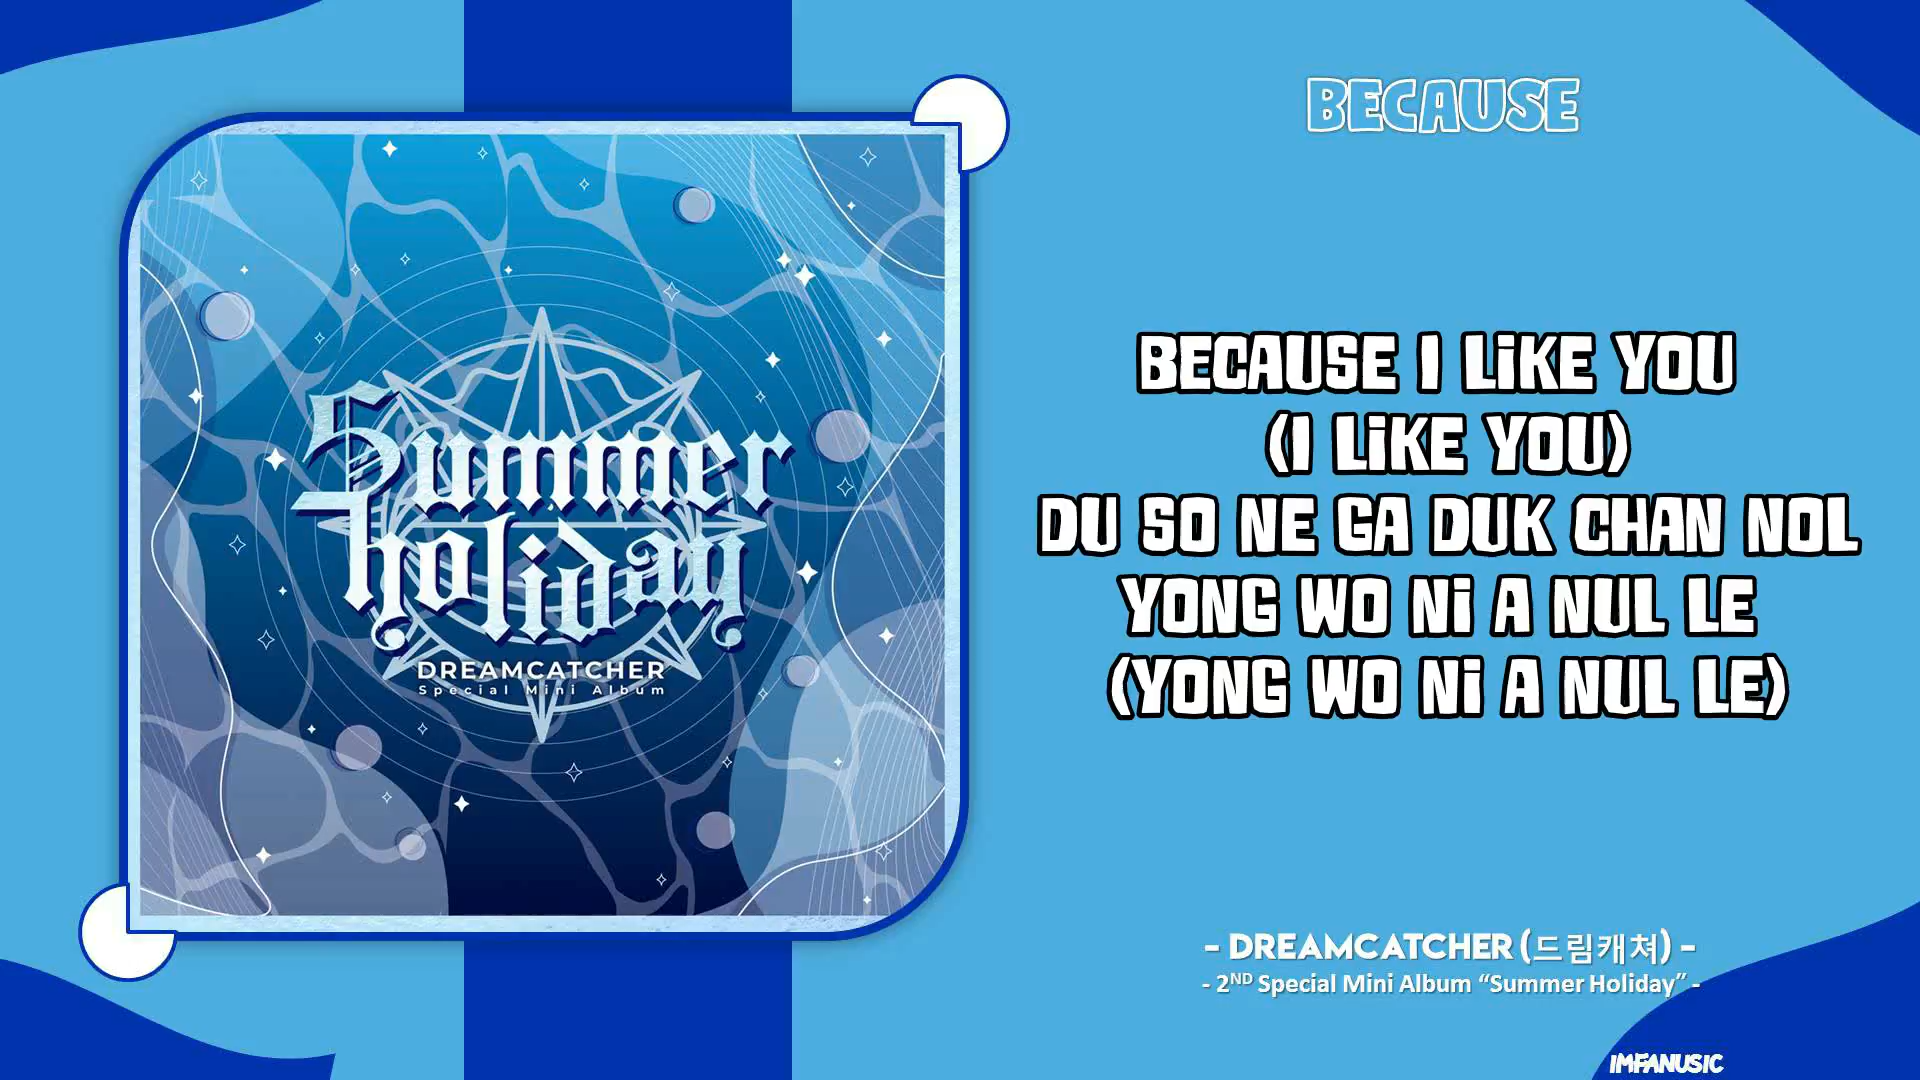 Summer
holiday
DREAMCATCHER
Special Mini Album
BECAUSE
BECAUSE I LIKE YOU
(I LIKE YOU)
DU SO NE GA DUK CHAN NOL
YONG WO NI A NUL LE
(YONG WO NI A NUL LE)
- DREAMCATCHER (드림캐쳐) -
- 2ND Special Mini Album “Summer Holiday” -
IMFANUSIC